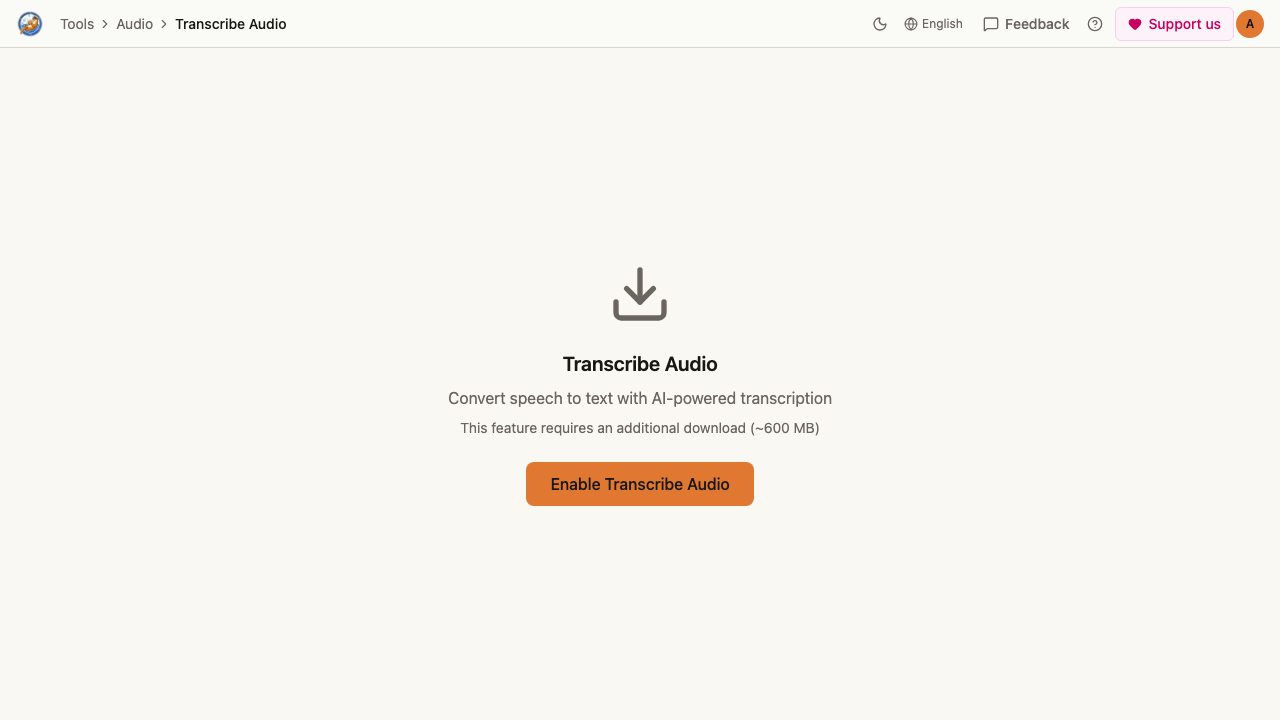 Tools > Audio > Transcribe Audio
English
Feedback
Support us
A
Transcribe Audio
Convert speech to text with AI-powered transcription
This feature requires an additional download (~600 MB)
Enable Transcribe Audio